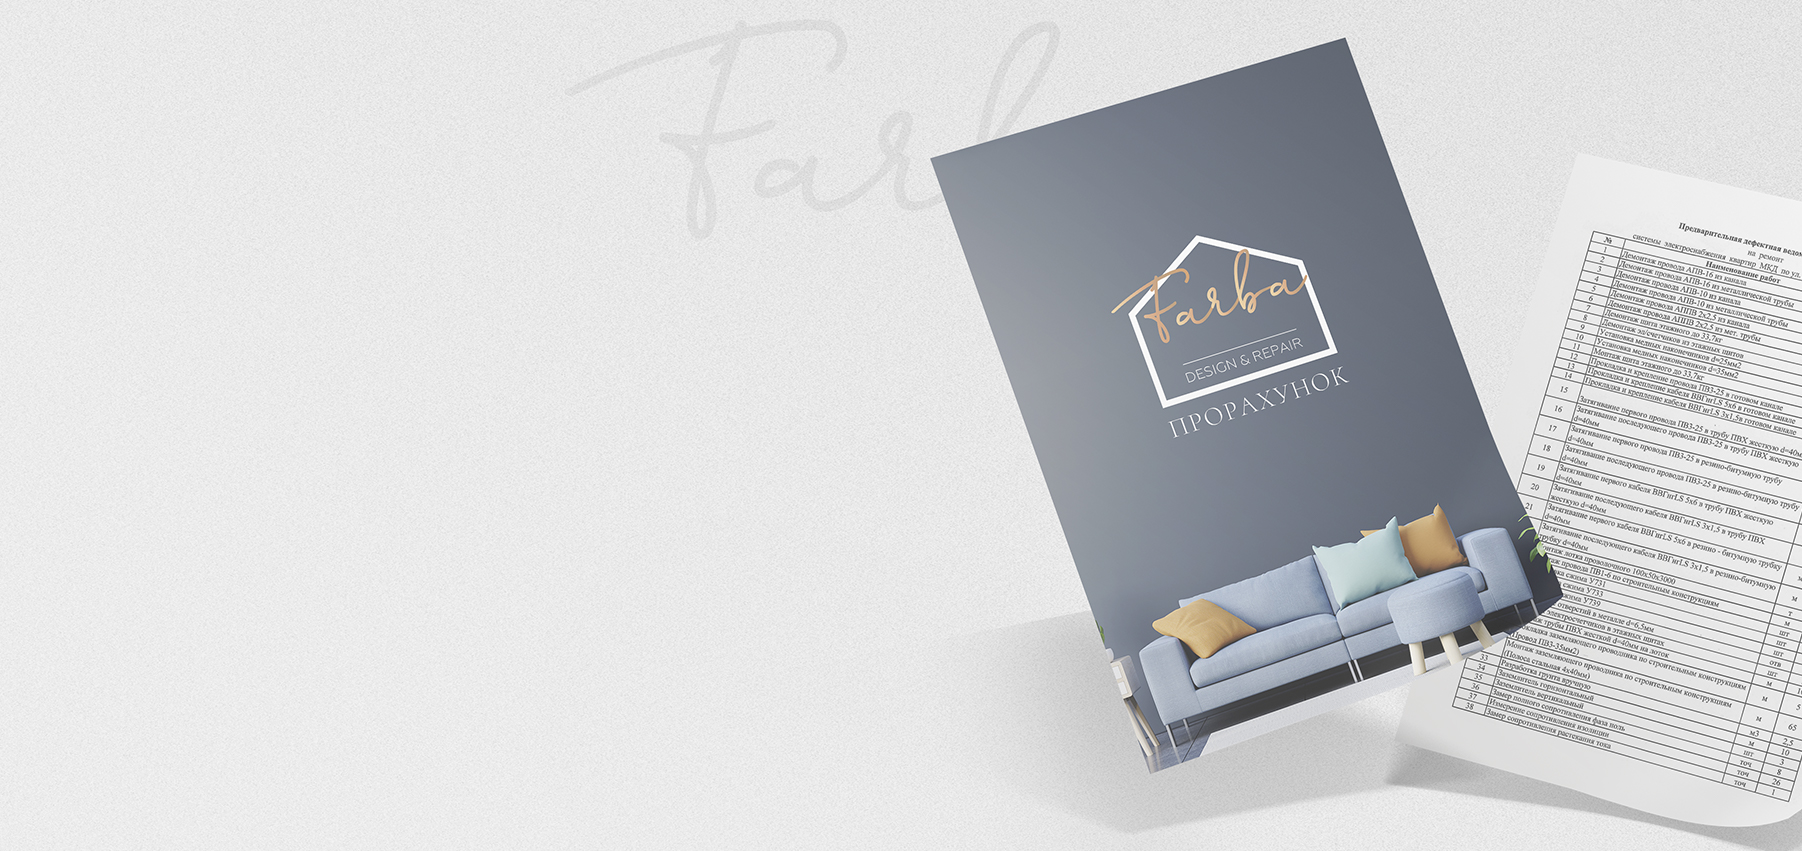 Farb
Farba
DESIGN & REPAIR
ПРОРАХУНОК
Предварительная дефектная
на ремонт
системы электроснабжения квартир МКД по ул.
№
Наименование работ
1 Демонтаж провода АПВ-16 из канала
2 Демонтаж провода АПВ-16 из металлической трубы
3 Демонтаж провода АПВ-10 из канала
4 Демонтаж провода АПВ-10 из металлической трубы
5 Демонтаж провода АППВ 2х2,5 из канала
6 Демонтаж провода АППВ 2х2,5 из мет. трубы
7 Демонтаж щита этажного до 33,7кг
8 Демонтаж эл/счетчиков из этажных щитов
9 Установка медных наконечников d=25мм2
10 Установка медных наконечников d=35мм2
11 Монтаж щита этажного до 33,7кг
12 Прокладка и крепление провода ПВ3-25 в готовом канале
13 Прокладка и крепление кабеля ВВГнгLS 5х6 в готовом канале
14 Прокладка и крепление кабеля ВВГнгLS 3х1,5в готовом канале
15 Затягивание первого провода ПВ3-25 в трубу ПВХ жесткую d=40мм
16 Затягивание последующего провода ПВ3-25 в трубу ПВХ жесткую
d=40мм
17 Затягивание первого провода ПВ3-25 в резино-битумную трубу
d=40мм
18 Затягивание последующего провода ПВ3-25 в резино-битумную трубу
d=40мм
19 Затягивание первого кабеля ВВГнгLS 5х6 в трубу ПВХ жесткую
d=40мм
20 Затягивание последующего кабеля ВВГнгLS 3х1,5 в трубу ПВХ
жесткую d=40мм
21 Затягивание первого кабеля ВВГнгLS 5х6 в резино - битумную трубку
d=40мм
Затягивание последующего кабеля ВВГнгLS 3х1,5 в резино-битумную
трубку d=40мм
лотка проволочного 100х50х3000
провода ПВ1-6 по строительным конструкциям
сжима У731
сжима У733
сжима У739
отверстий в металле d=6,5мм
электросчетчиков в этажных щитах
трубы ПВХ жесткой d=40мм на лоток
заземляющего проводника по строительным конструкциям
(Провод ПВ3-35мм2)
Монтаж заземляющего проводника по строительным конструкциям
(Полоса стальная 4х40мм)
33 Разработка грунта вручную
34 Заземлитель горизонтальный
35 Заземлитель вертикальный
36 Замер полного сопротивления фаза ноль
37 Измерение сопротивления изоляции
38 Замер сопротивления растекания тока
м
м
т
шт
шт
шт
отв
шт
м
м 5
м 65
м3 2,5
м 10
шт 3
точ 8
точ 26
точ 1